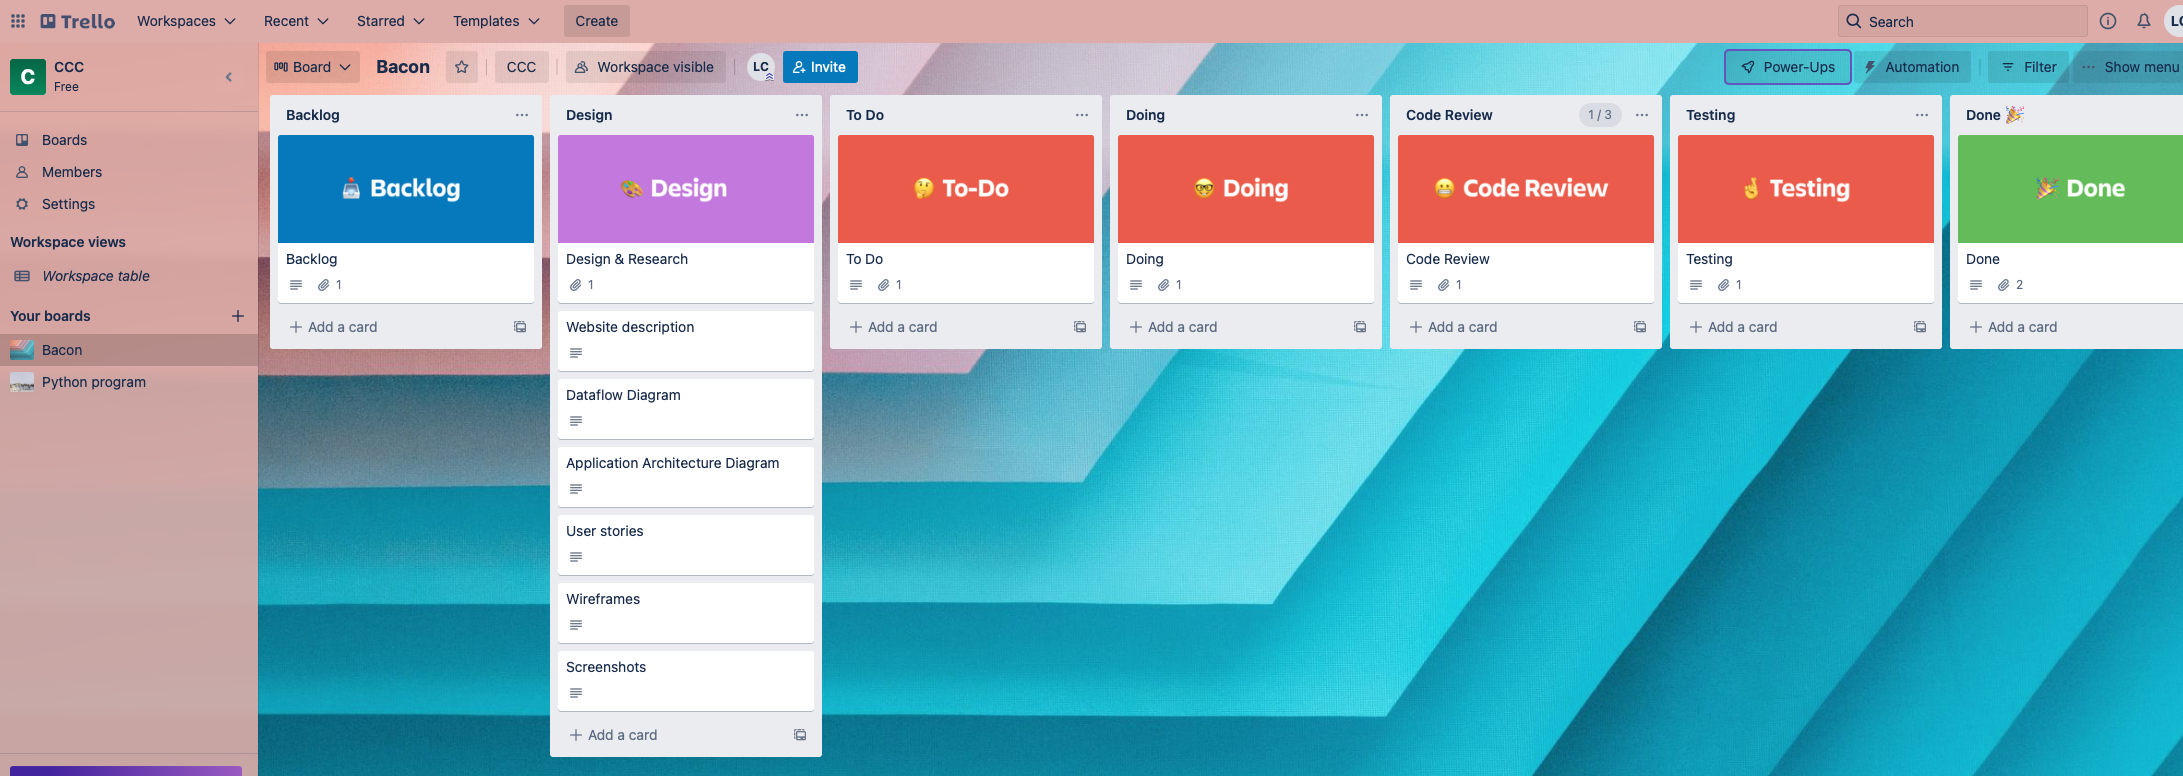 Trello
Workspaces
Recent
Starred
Templates
Create
Search
C
CCC
Free
Boards
Members
Settings
Workspace views
Workspace table
Your boards
Bacon
Python program
Board
Bacon
CCC
Workspace visible
LC
Invite
Power-Ups
Automation
Filter
Show menu
Backlog
Backlog
Backlog
1
Add a card
Design
Design
Design & Research
1
Website description
Dataflow Diagram
Application Architecture Diagram
User stories
Wireframes
Screenshots
Add a card
To Do
To-Do
To Do
1
Add a card
Doing
Doing
Doing
1
Add a card
Code Review
1 / 3
Code Review
Code Review
1
Add a card
Testing
Testing
Testing
1
Add a card
Done 🎉
Done
Done
2
Add a card